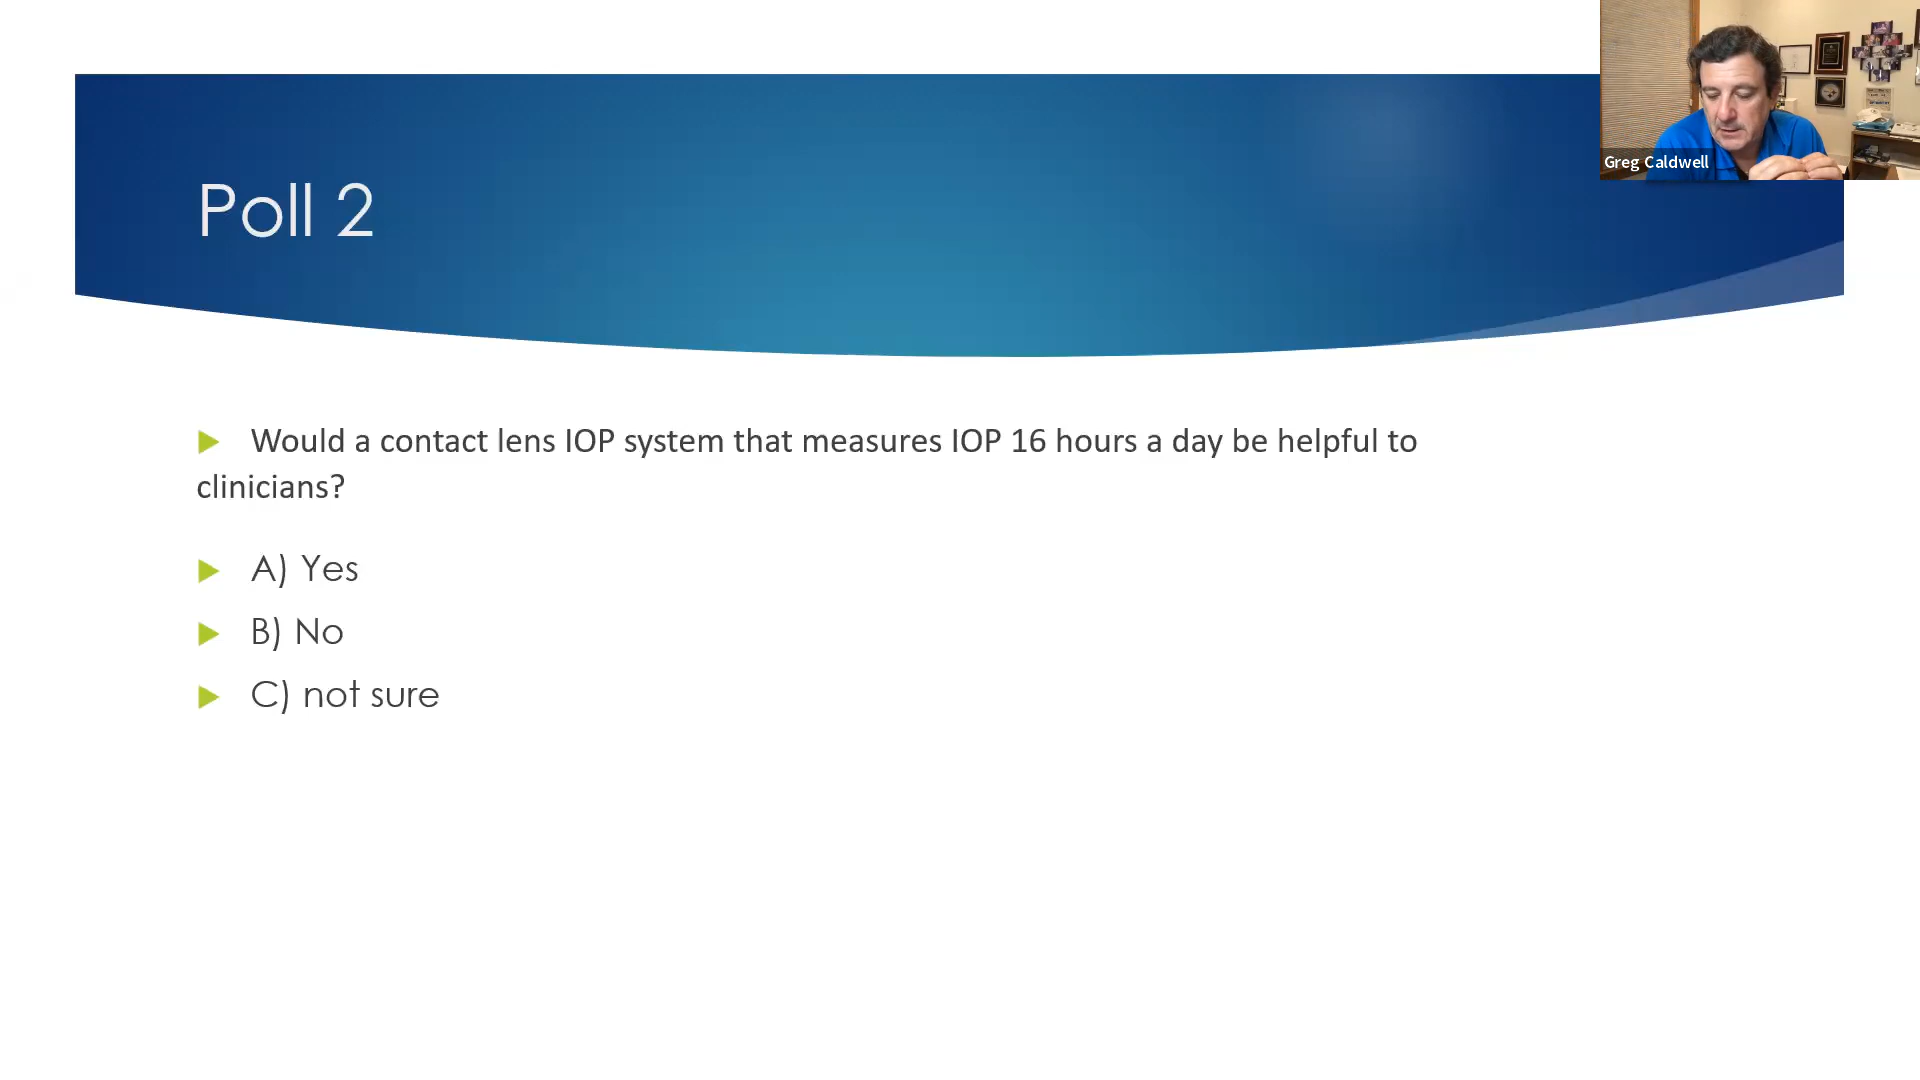 Greg Caldwell
Poll 2
Would a contact lens IOP system that measures IOP 16 hours a day be helpful to
clinicians?
A) Yes
B) No
C) not sure